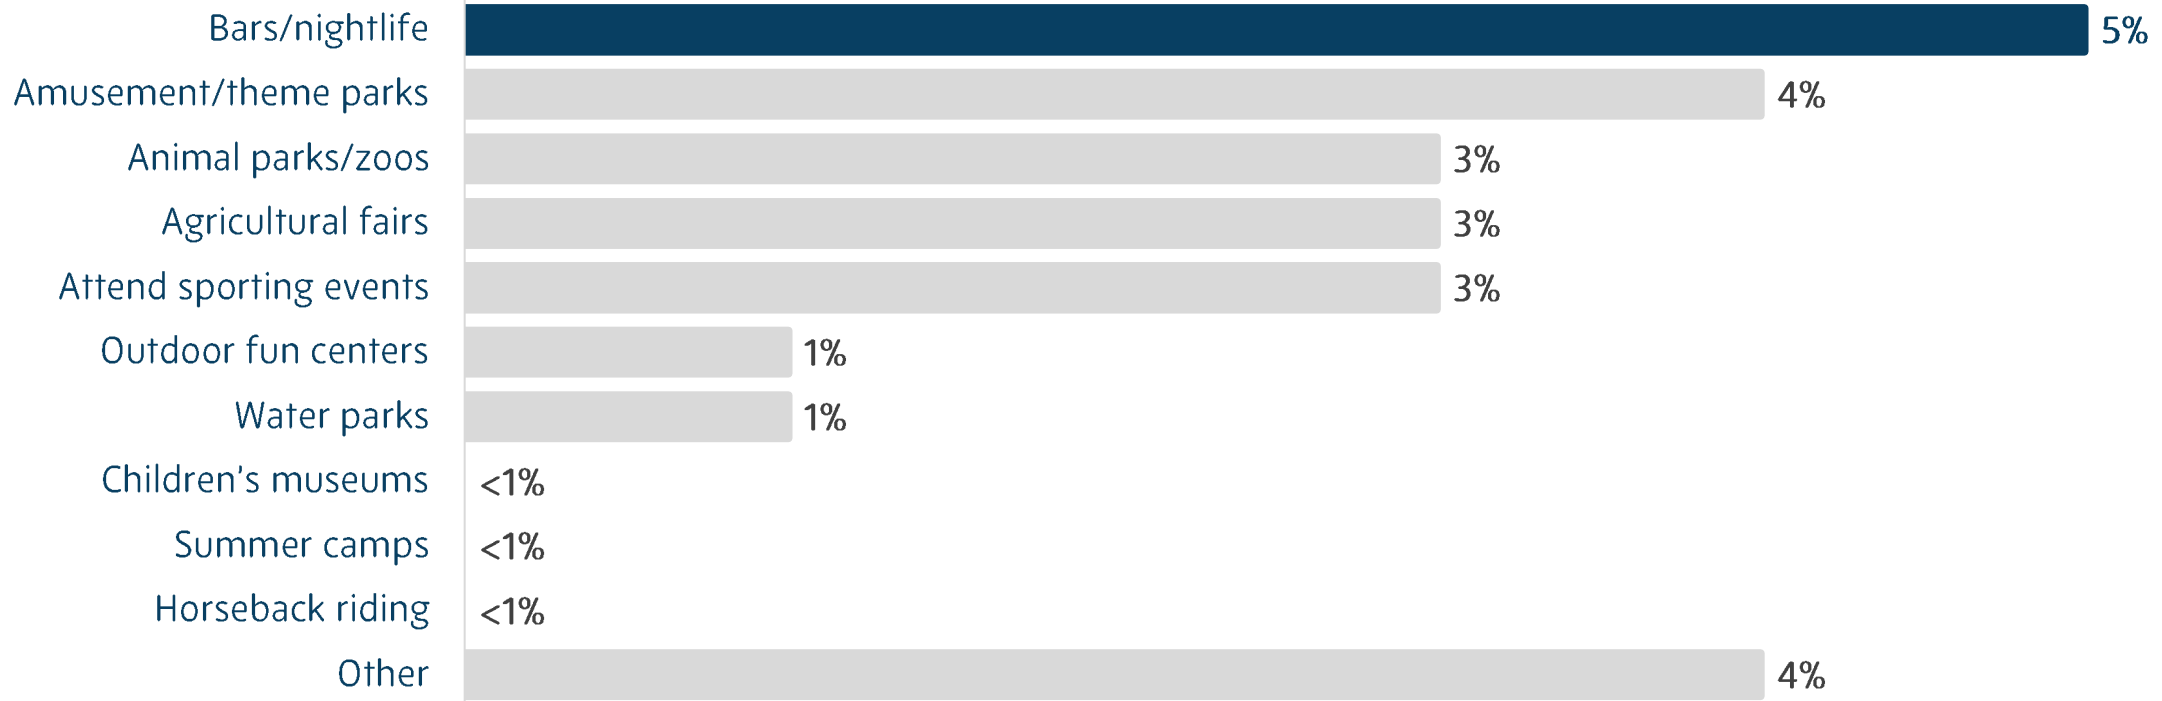 Bars/nightlife 5%
Amusement/theme parks 4%
Animal parks/zoos 3%
Agricultural fairs 3%
Attend sporting events 3%
Outdoor fun centers 1%
Water parks 1%
Children’s museums <1%
Summer camps <1%
Horseback riding <1%
Other 4%